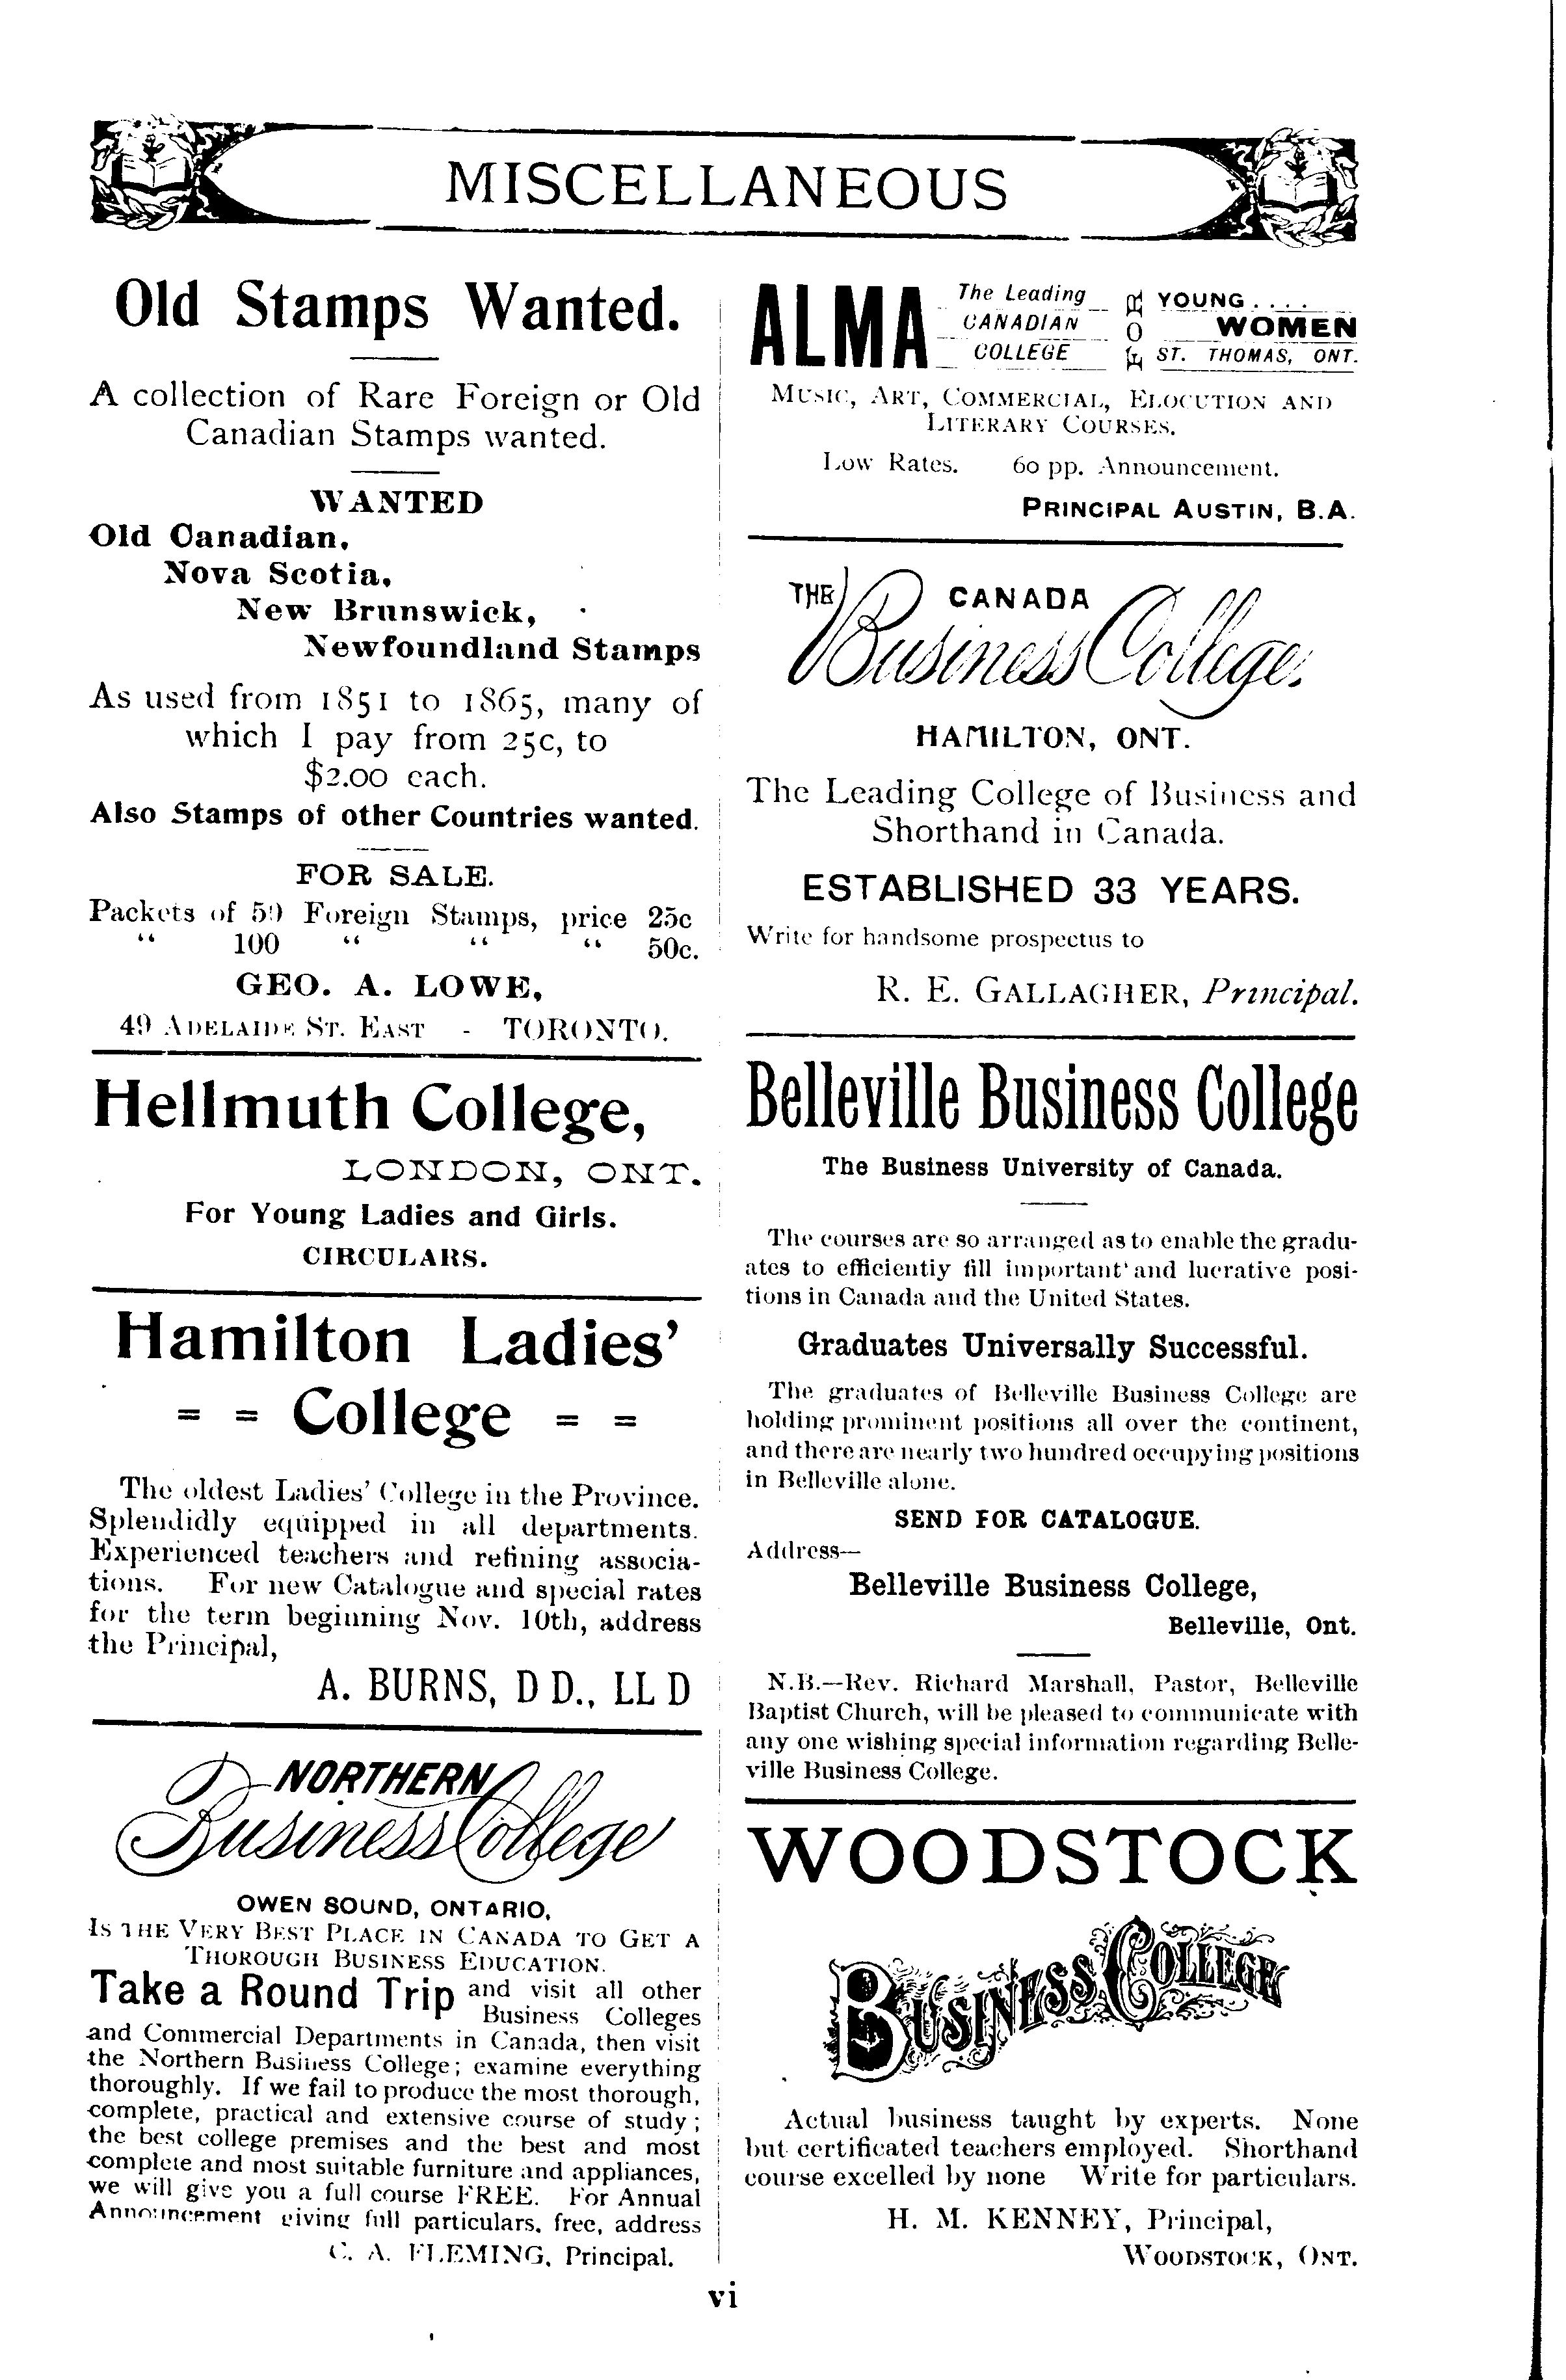 MISCELLANEOUS
Old Stamps Wanted.
A collection of Rare Foreign or Old
Canadian Stamps wanted.
WANTED
Old Canadian,
Nova Scotia,
New Brunswick,
Newfoundland Stamps
As used from 1851 to 1865, many of
which I pay from 25c, to
$2.00 each.
Also Stamps of other Countries wanted.
FOR SALE.
Packets of 50 Foreign Stamps, price 25c
“ 100 “ “ “ 50c.
GEO. A. LOWE,
49 ADELAIDE ST. EAST - TORONTO.
Hellmuth College,
LONDON, ONT.
For Young Ladies and Girls.
CIRCULARS.
Hamilton Ladies’
= = College = =
The oldest Ladies’ College in the Province.
Splendidly equipped in all departments.
Experienced teachers and refining associa-
tions. For new Catalogue and special rates
for the term beginning Nov. 10th, address
the Principal,
A. BURNS, D D., LL D
NORTHERN
Business College
OWEN SOUND, ONTARIO,
IS THE VERY BEST PLACE IN CANADA TO GET A
THOROUGH BUSINESS EDUCATION.
Take a Round Trip and visit all other
Business Colleges
and Commercial Departments in Canada, then visit
the Northern Business College; examine everything
thoroughly. If we fail to produce the most thorough,
complete, practical and extensive course of study;
the best college premises and the best and most
complete and most suitable furniture and appliances,
we will give you a full course FREE. For Annual
Announcement giving full particulars, free, address
C. A. FLEMING, Principal.
ALMA The Leading CANADIAN COLLEGE FOR YOUNG....
WOMEN
ST. THOMAS, ONT.
MUSIC, ART, COMMERCIAL, ELOCUTION AND
LITERARY COURSES.
Low Rates. 60 pp. Announcement.
PRINCIPAL AUSTIN, B.A.
THE CANADA
Business College.
HAMILTON, ONT.
The Leading College of Business and
Shorthand in Canada.
ESTABLISHED 33 YEARS.
Write for handsome prospectus to
R. E. GALLAGHER, Principal.
Belleville Business College
The Business University of Canada.
The courses are so arranged as to enable the gradu-
ates to efficientiy fill important and lucrative posi-
tions in Canada and the United States.
Graduates Universally Successful.
The graduates of Belleville Business College are
holding prominent positions all over the continent,
and there are nearly two hundred occupying positions
in Belleville alone.
SEND FOR CATALOGUE.
Address—
Belleville Business College,
Belleville, Ont.
N.B.—Rev. Richard Marshall, Pastor, Belleville
Baptist Church, will be pleased to communicate with
any one wishing special information regarding Belle-
ville Business College.
WOODSTOCK
BUSINESS COLLEGE
Actual business taught by experts. None
but certificated teachers employed. Shorthand
course excelled by none Write for particulars.
H. M. KENNEY, Principal,
WOODSTOCK, ONT.
vi